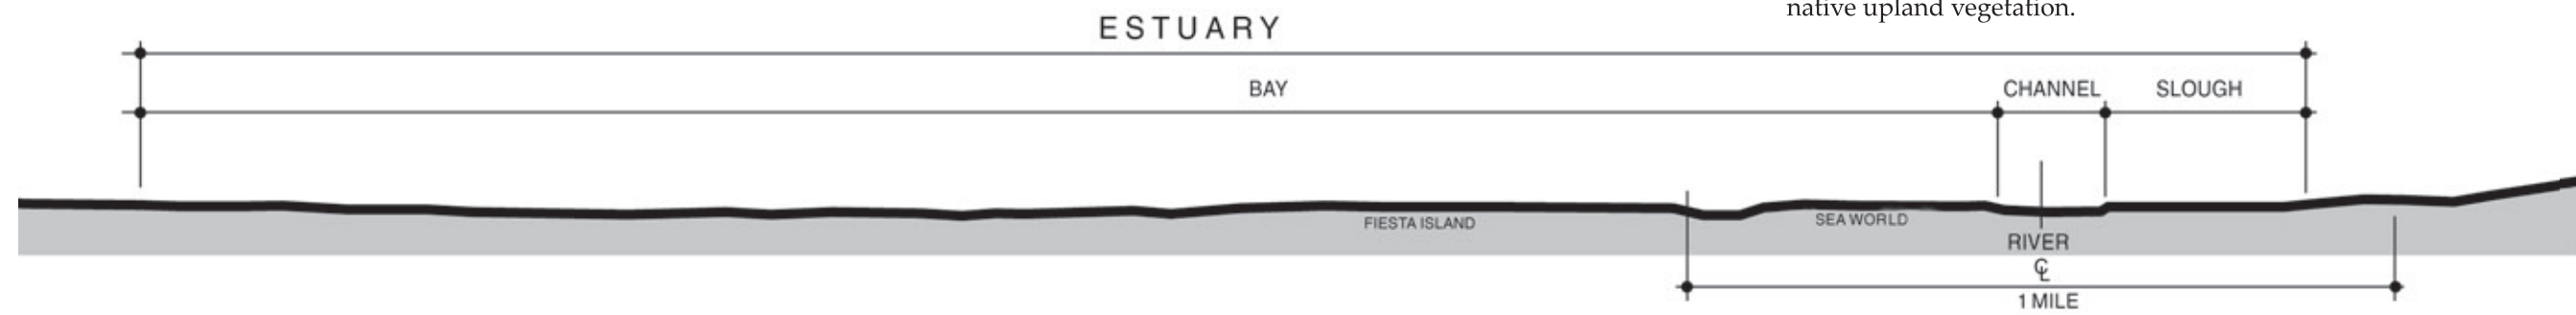 native upland vegetation.
ESTUARY
BAY
CHANNEL
SLOUGH
FIESTA ISLAND
SEA WORLD
RIVER
℄
1 MILE